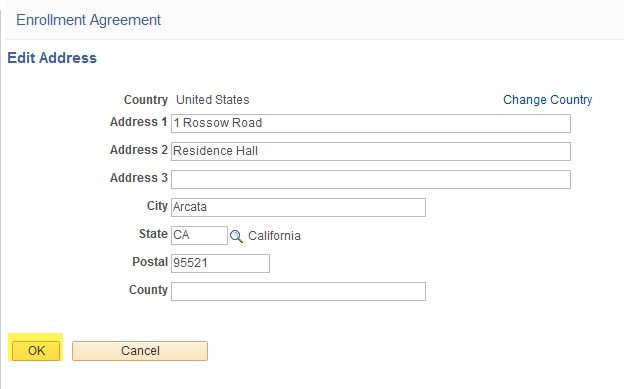 Enrollment Agreement
Edit Address
Country United States Change Country
Address 1 1 Rossow Road
Address 2 Residence Hall
Address 3
City Arcata
State CA California
Postal 95521
County
OK Cancel